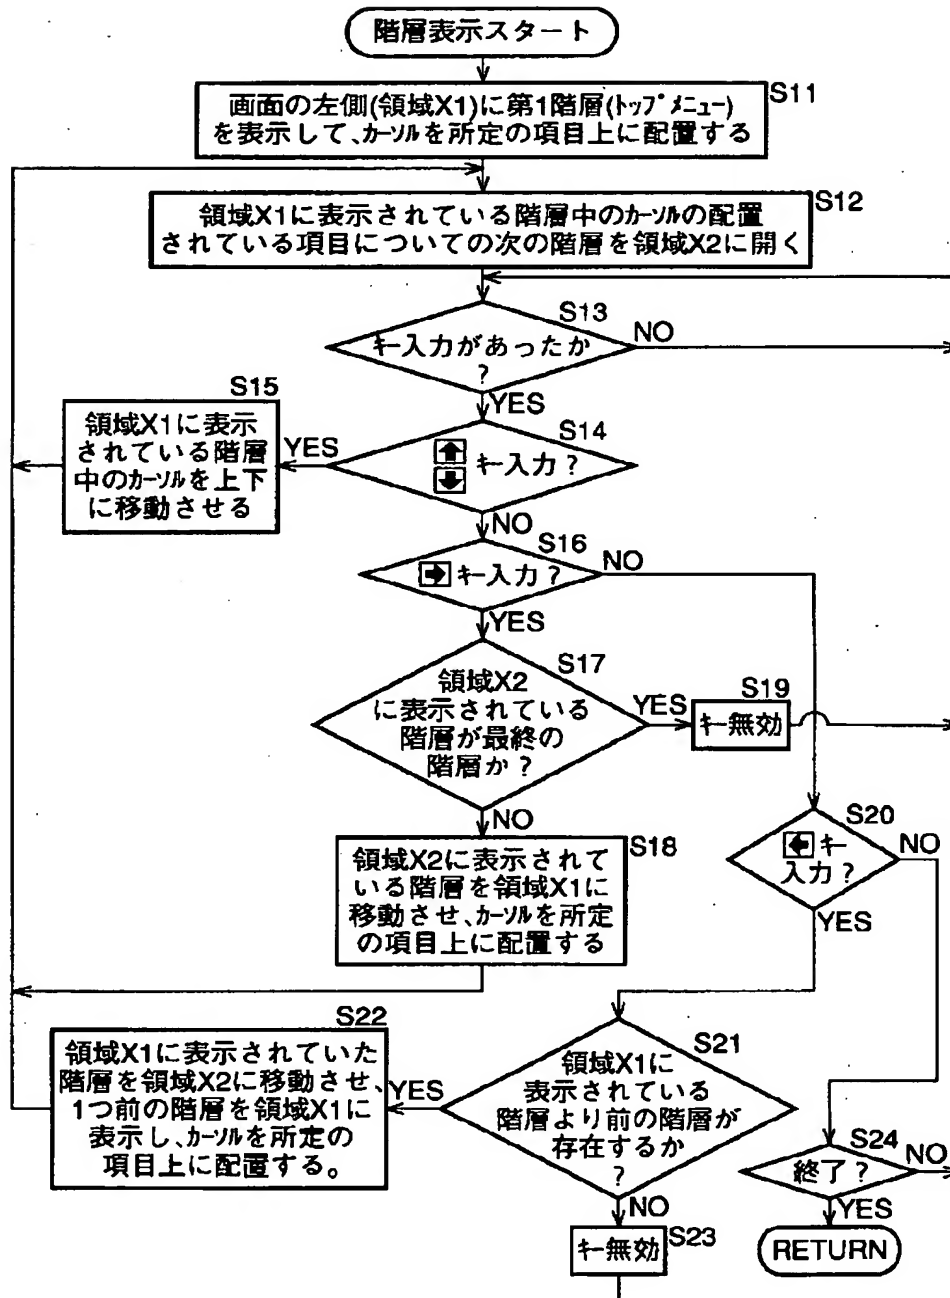 階層表示スタート
S11
画面の左側(領域X1)に第1階層(ﾄｯﾌﾟﾒﾆｭｰ)
を表示して、ｶｰｿﾙを所定の項目上に配置する
S12
領域X1に表示されている階層中のｶｰｿﾙの配置
されている項目についての次の階層を領域X2に開く
S13
ｷｰ入力があったか
?
NO
YES
S15
領域X1に表示
されている階層
中のｶｰｿﾙを上下
に移動させる
YES
S14
↑
↓
ｷｰ入力?
NO
S16
→ ｷｰ入力?
NO
YES
S17
領域X2
に表示されている
階層が最終の
階層か?
YES
S19
ｷｰ無効
NO
S18
領域X2に表示されて
いる階層を領域X1に
移動させ、ｶｰｿﾙを所定
の項目上に配置する
S20
← ｷｰ
入力?
NO
YES
S22
領域X1に表示されていた
階層を領域X2に移動させ、
1つ前の階層を領域X1に
表示し、ｶｰｿﾙを所定の
項目上に配置する。
YES
S21
領域X1に
表示されている
階層より前の階層が
存在するか
?
NO
S23
ｷｰ無効
S24
終了?
NO
YES
RETURN